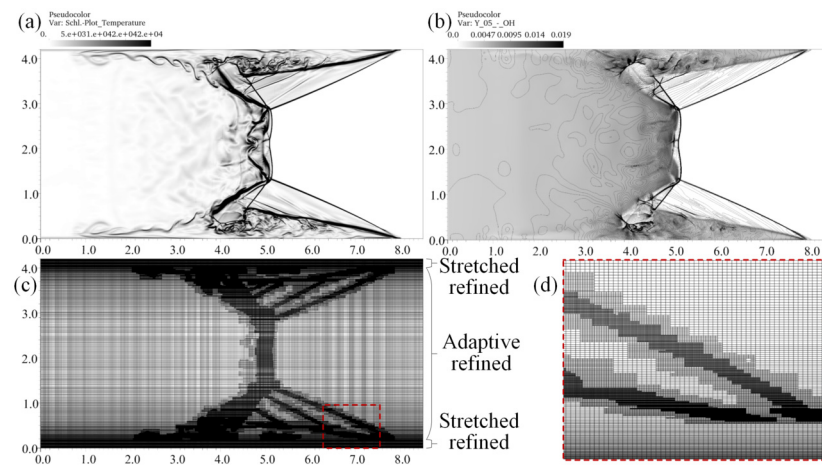 (a)
Pseudocolor
Var: Schl.-Plot_Temperature
0. 5.e+031.e+042.e+042.e+04
4.0
3.0
2.0
1.0
0.0
0.0 1.0 2.0 3.0 4.0 5.0 6.0 7.0 8.0
(b)
Pseudocolor
Var: Y_05_-_OH
0.0 0.0047 0.0095 0.014 0.019
4.0
3.0
2.0
1.0
0.0
0.0 1.0 2.0 3.0 4.0 5.0 6.0 7.0 8.0
(c)
4.0
3.0
2.0
1.0
0.0
0.0 1.0 2.0 3.0 4.0 5.0 6.0 7.0 8.0
Stretched
refined
Adaptive
refined
Stretched
refined
(d)